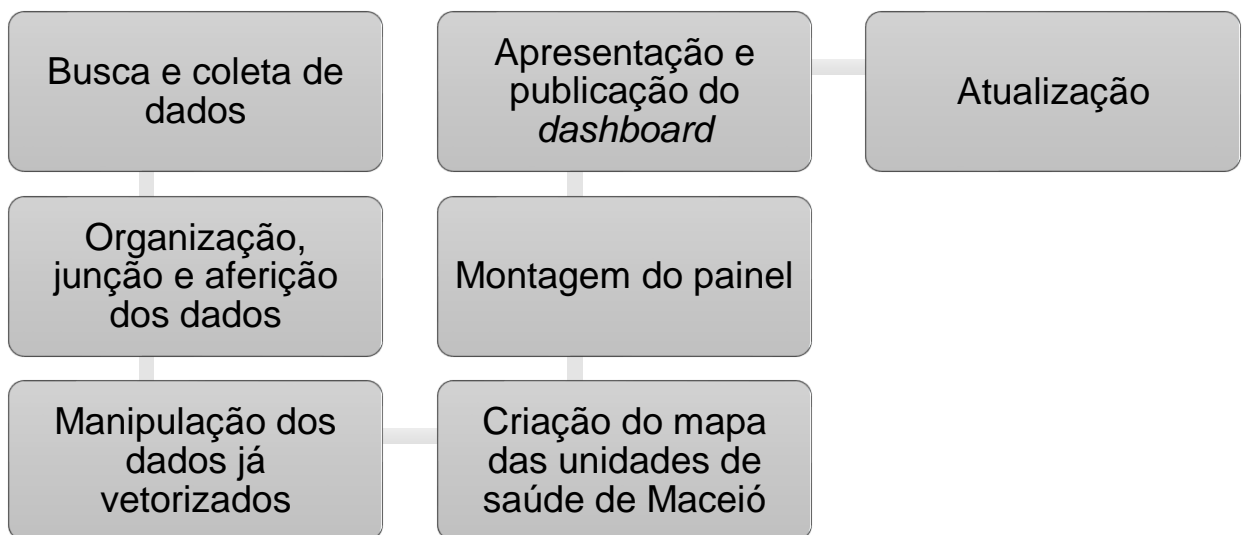 Busca e coleta de
dados
Organização,
junção e aferição
dos dados
Manipulação dos
dados já
vetorizados
Criação do mapa
das unidades de
saúde de Maceió
Montagem do painel
Apresentação e
publicação do
dashboard
Atualização